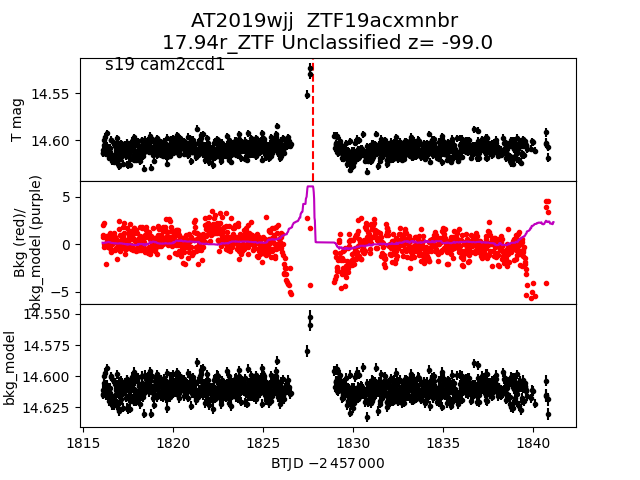 AT2019wjj  ZTF19acxmnbr
17.94r_ZTF Unclassified z= -99.0
s19 cam2ccd1
T mag
14.55
14.60
Bkg (red)/
bkg_model (purple)
5
0
−5
bkg_model
14.550
14.575
14.600
14.625
1815
1820
1825
1830
1835
1840
BTJD −2 457 000